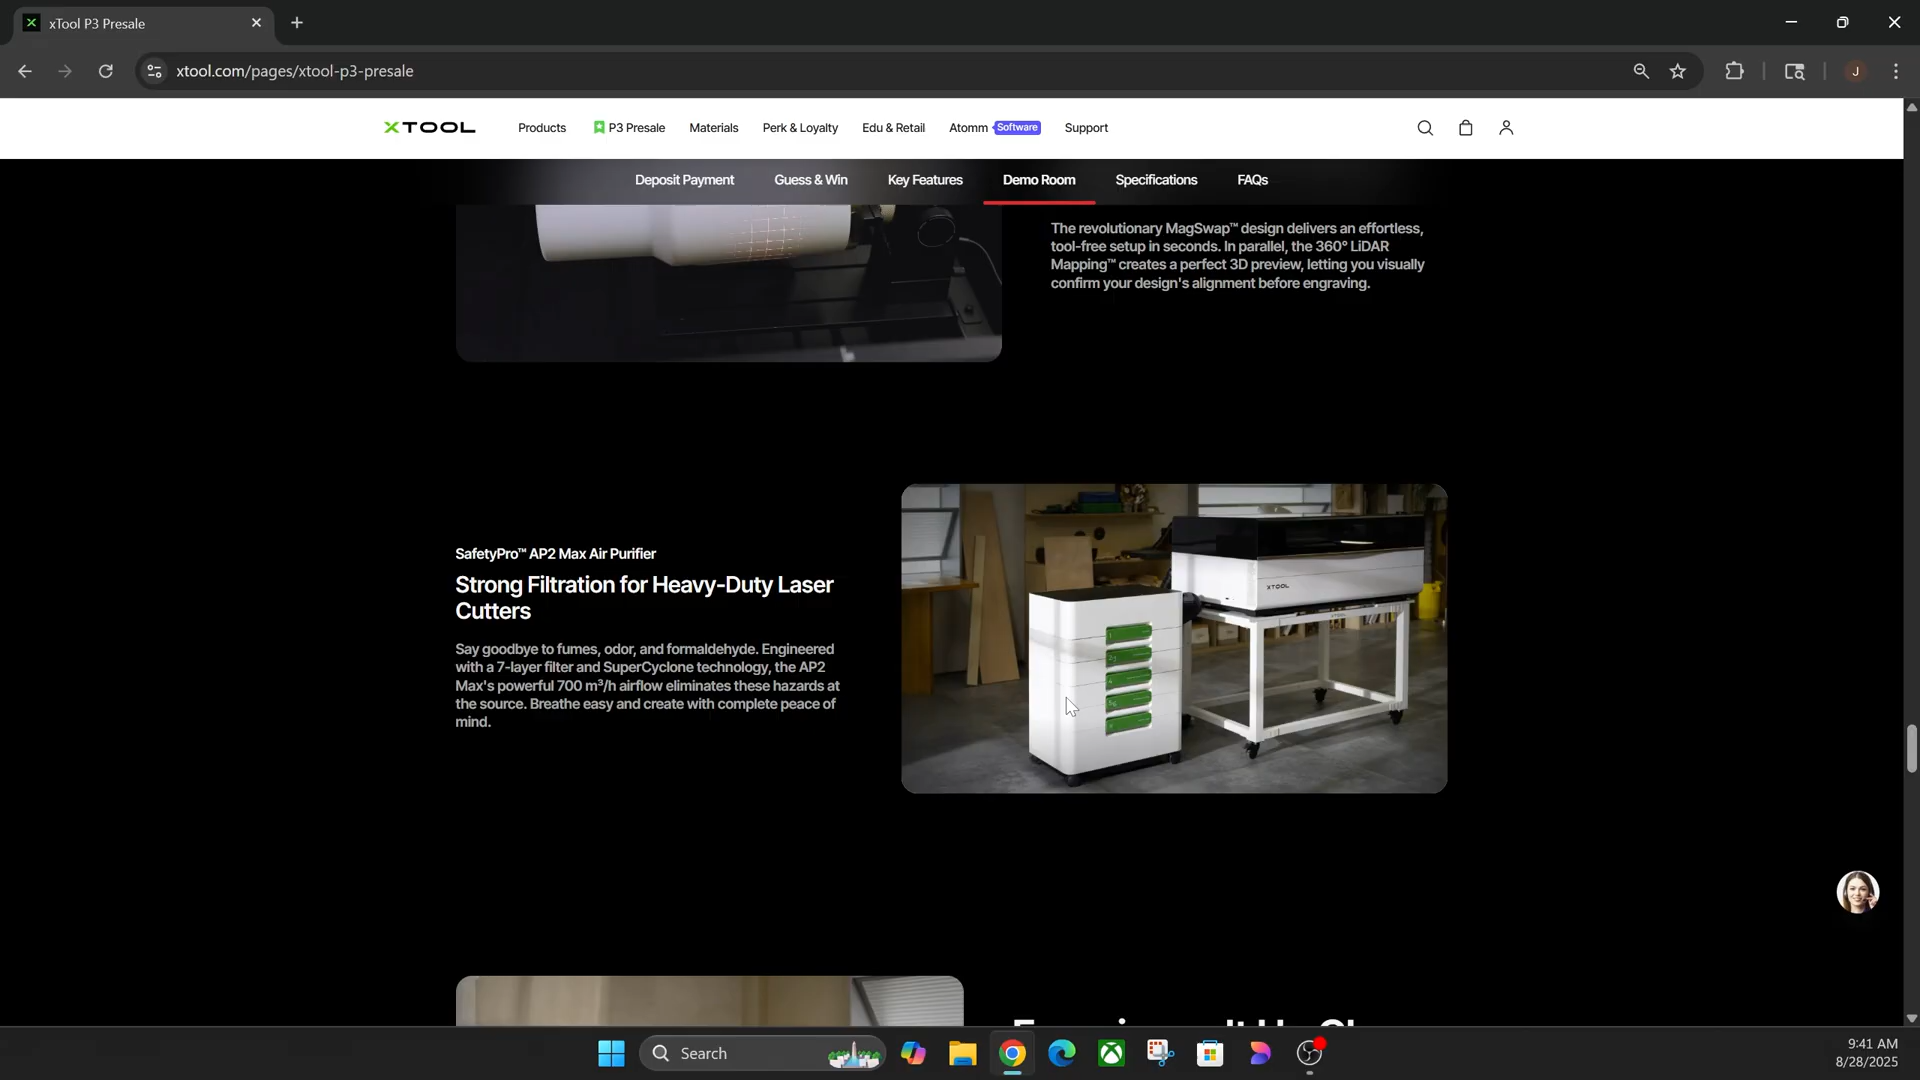 xTool P3 Presale
xtool.com/pages/xtool-p3-presale
J
XTOOL
Products
P3 Presale
Materials
Perk & Loyalty
Edu & Retail
Atomm
Software
Support
Deposit Payment
Guess & Win
Key Features
Demo Room
Specifications
FAQs
The revolutionary MagSwap™ design delivers an effortless,
tool-free setup in seconds. In parallel, the 360° LiDAR
Mapping™ creates a perfect 3D preview, letting you visually
confirm your design's alignment before engraving.
SafetyPro™ AP2 Max Air Purifier
Strong Filtration for Heavy-Duty Laser
Cutters
Say goodbye to fumes, odor, and formaldehyde. Engineered
with a 7-layer filter and SuperCyclone technology, the AP2
Max's powerful 700 m³/h airflow eliminates these hazards at
the source. Breathe easy and create with complete peace of
mind.
XTOOL
Search
9:41 AM
8/28/2025